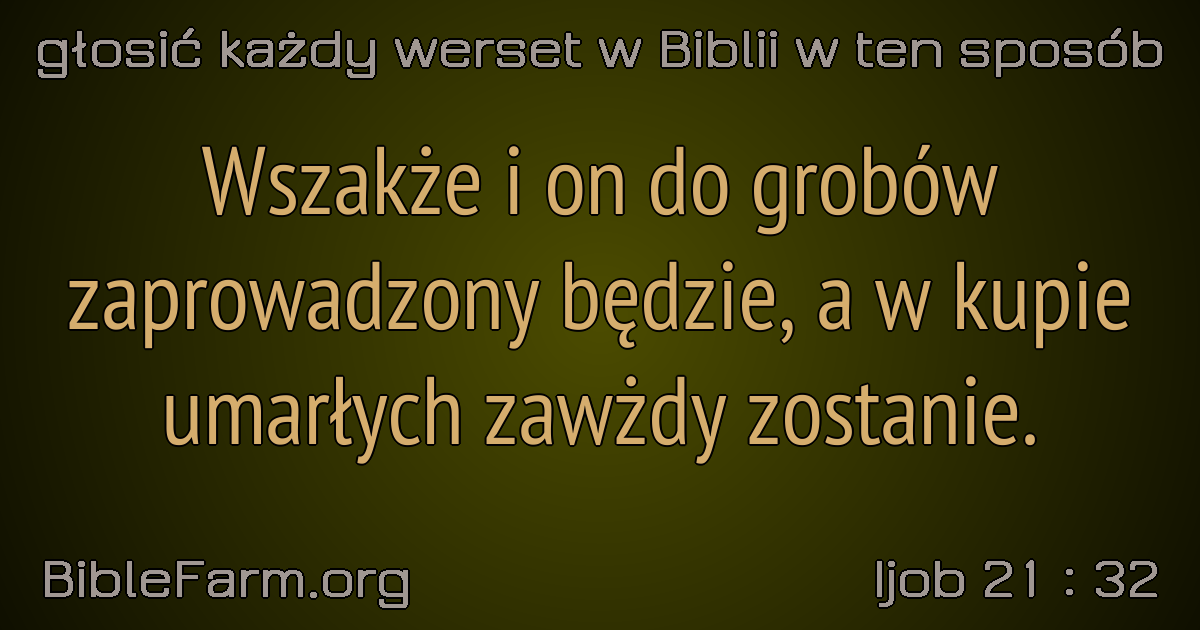 głosić każdy werset w Biblii w ten sposób
Wszakże i on do grobów
zaprowadzony będzie, a w kupie
umarłych zawżdy zostanie.
BibleFarm.org
Ijob 21 : 32